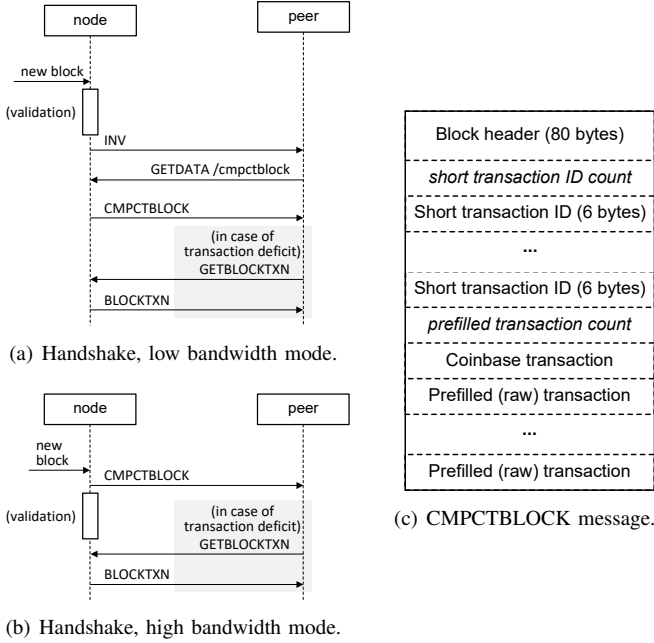 node
peer
new block
(validation)
INV
GETDATA /cmpctblock
CMPCTBLOCK
(in case of
transaction deficit)
GETBLOCKTXN
BLOCKTXN
(a) Handshake, low bandwidth mode.
node
peer
new
block
CMPCTBLOCK
(validation)
(in case of
transaction deficit)
GETBLOCKTXN
BLOCKTXN
(b) Handshake, high bandwidth mode.
Block header (80 bytes)
short transaction ID count
Short transaction ID (6 bytes)
...
Short transaction ID (6 bytes)
prefilled transaction count
Coinbase transaction
Prefilled (raw) transaction
...
Prefilled (raw) transaction
(c) CMPCTBLOCK message.